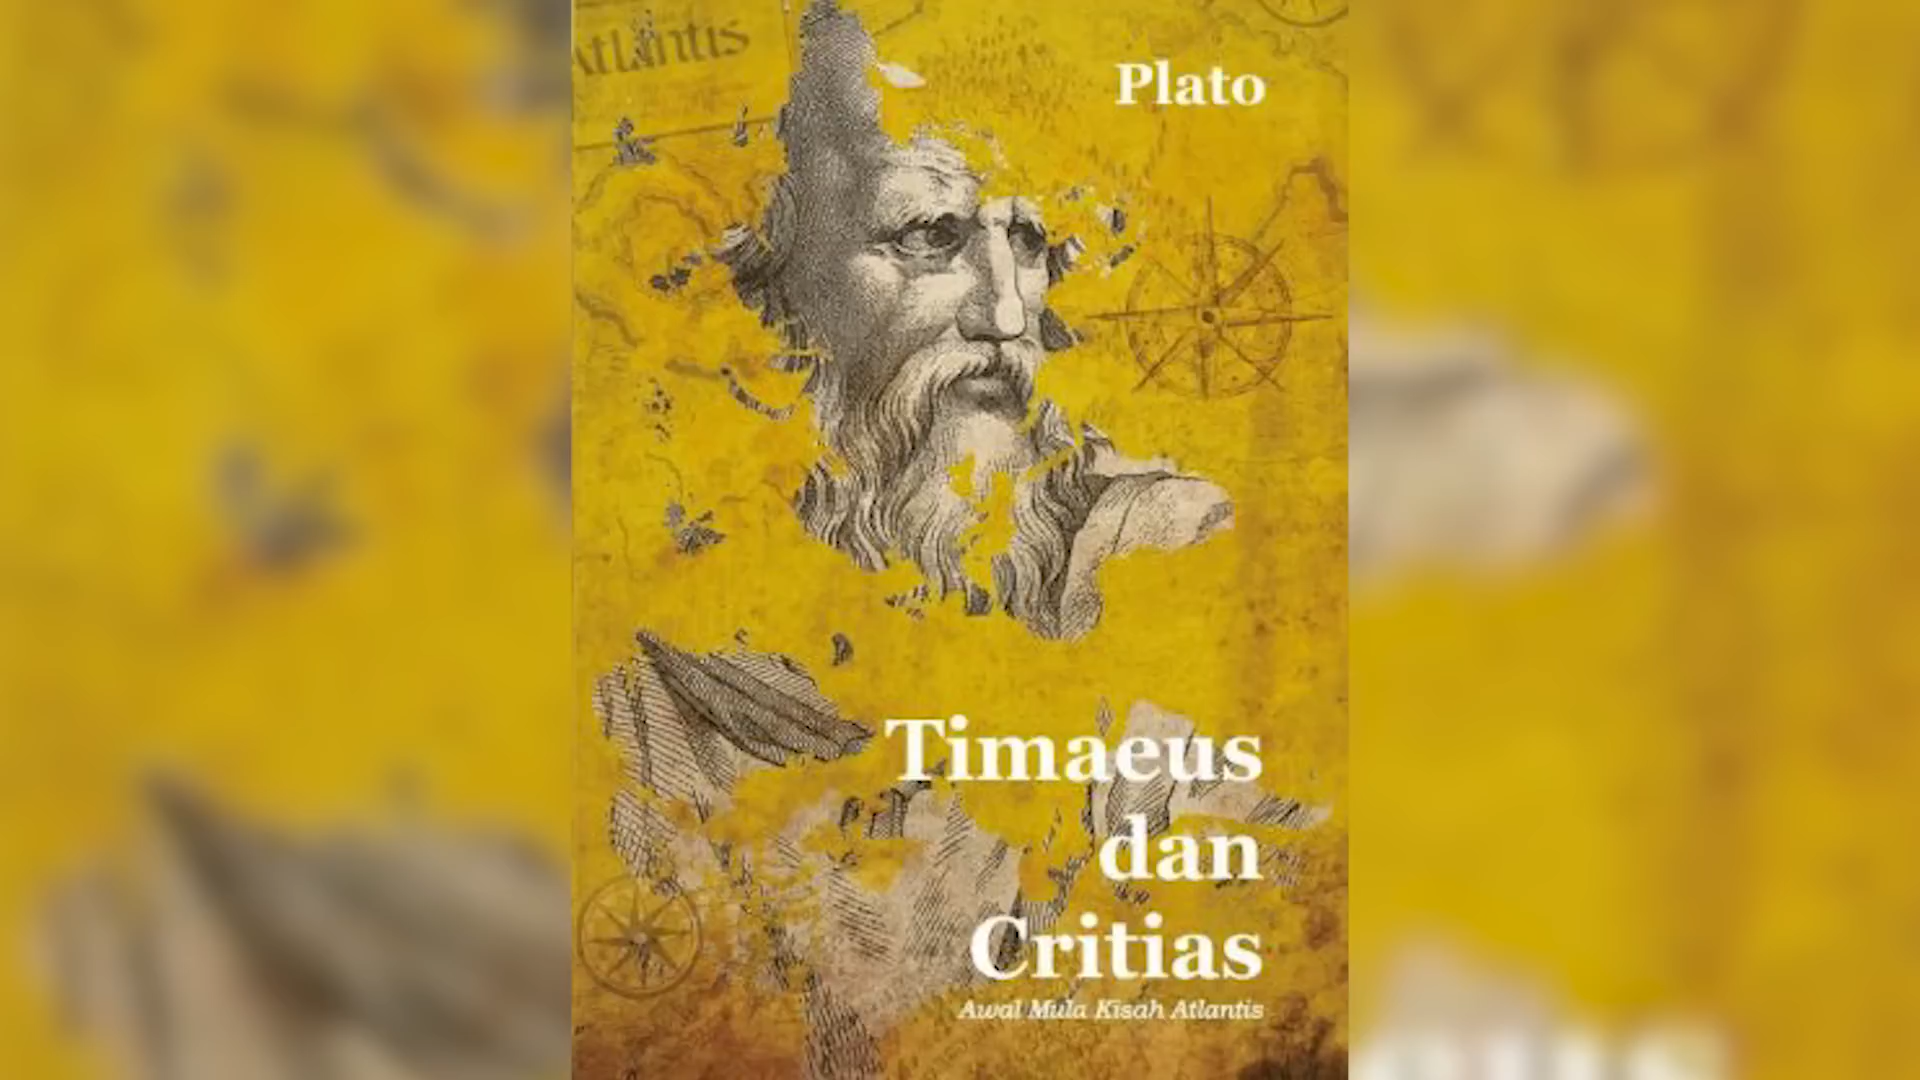 Atlantis
Plato
Timaeus
dan
Critias
Awal Mula Kisah Atlantis